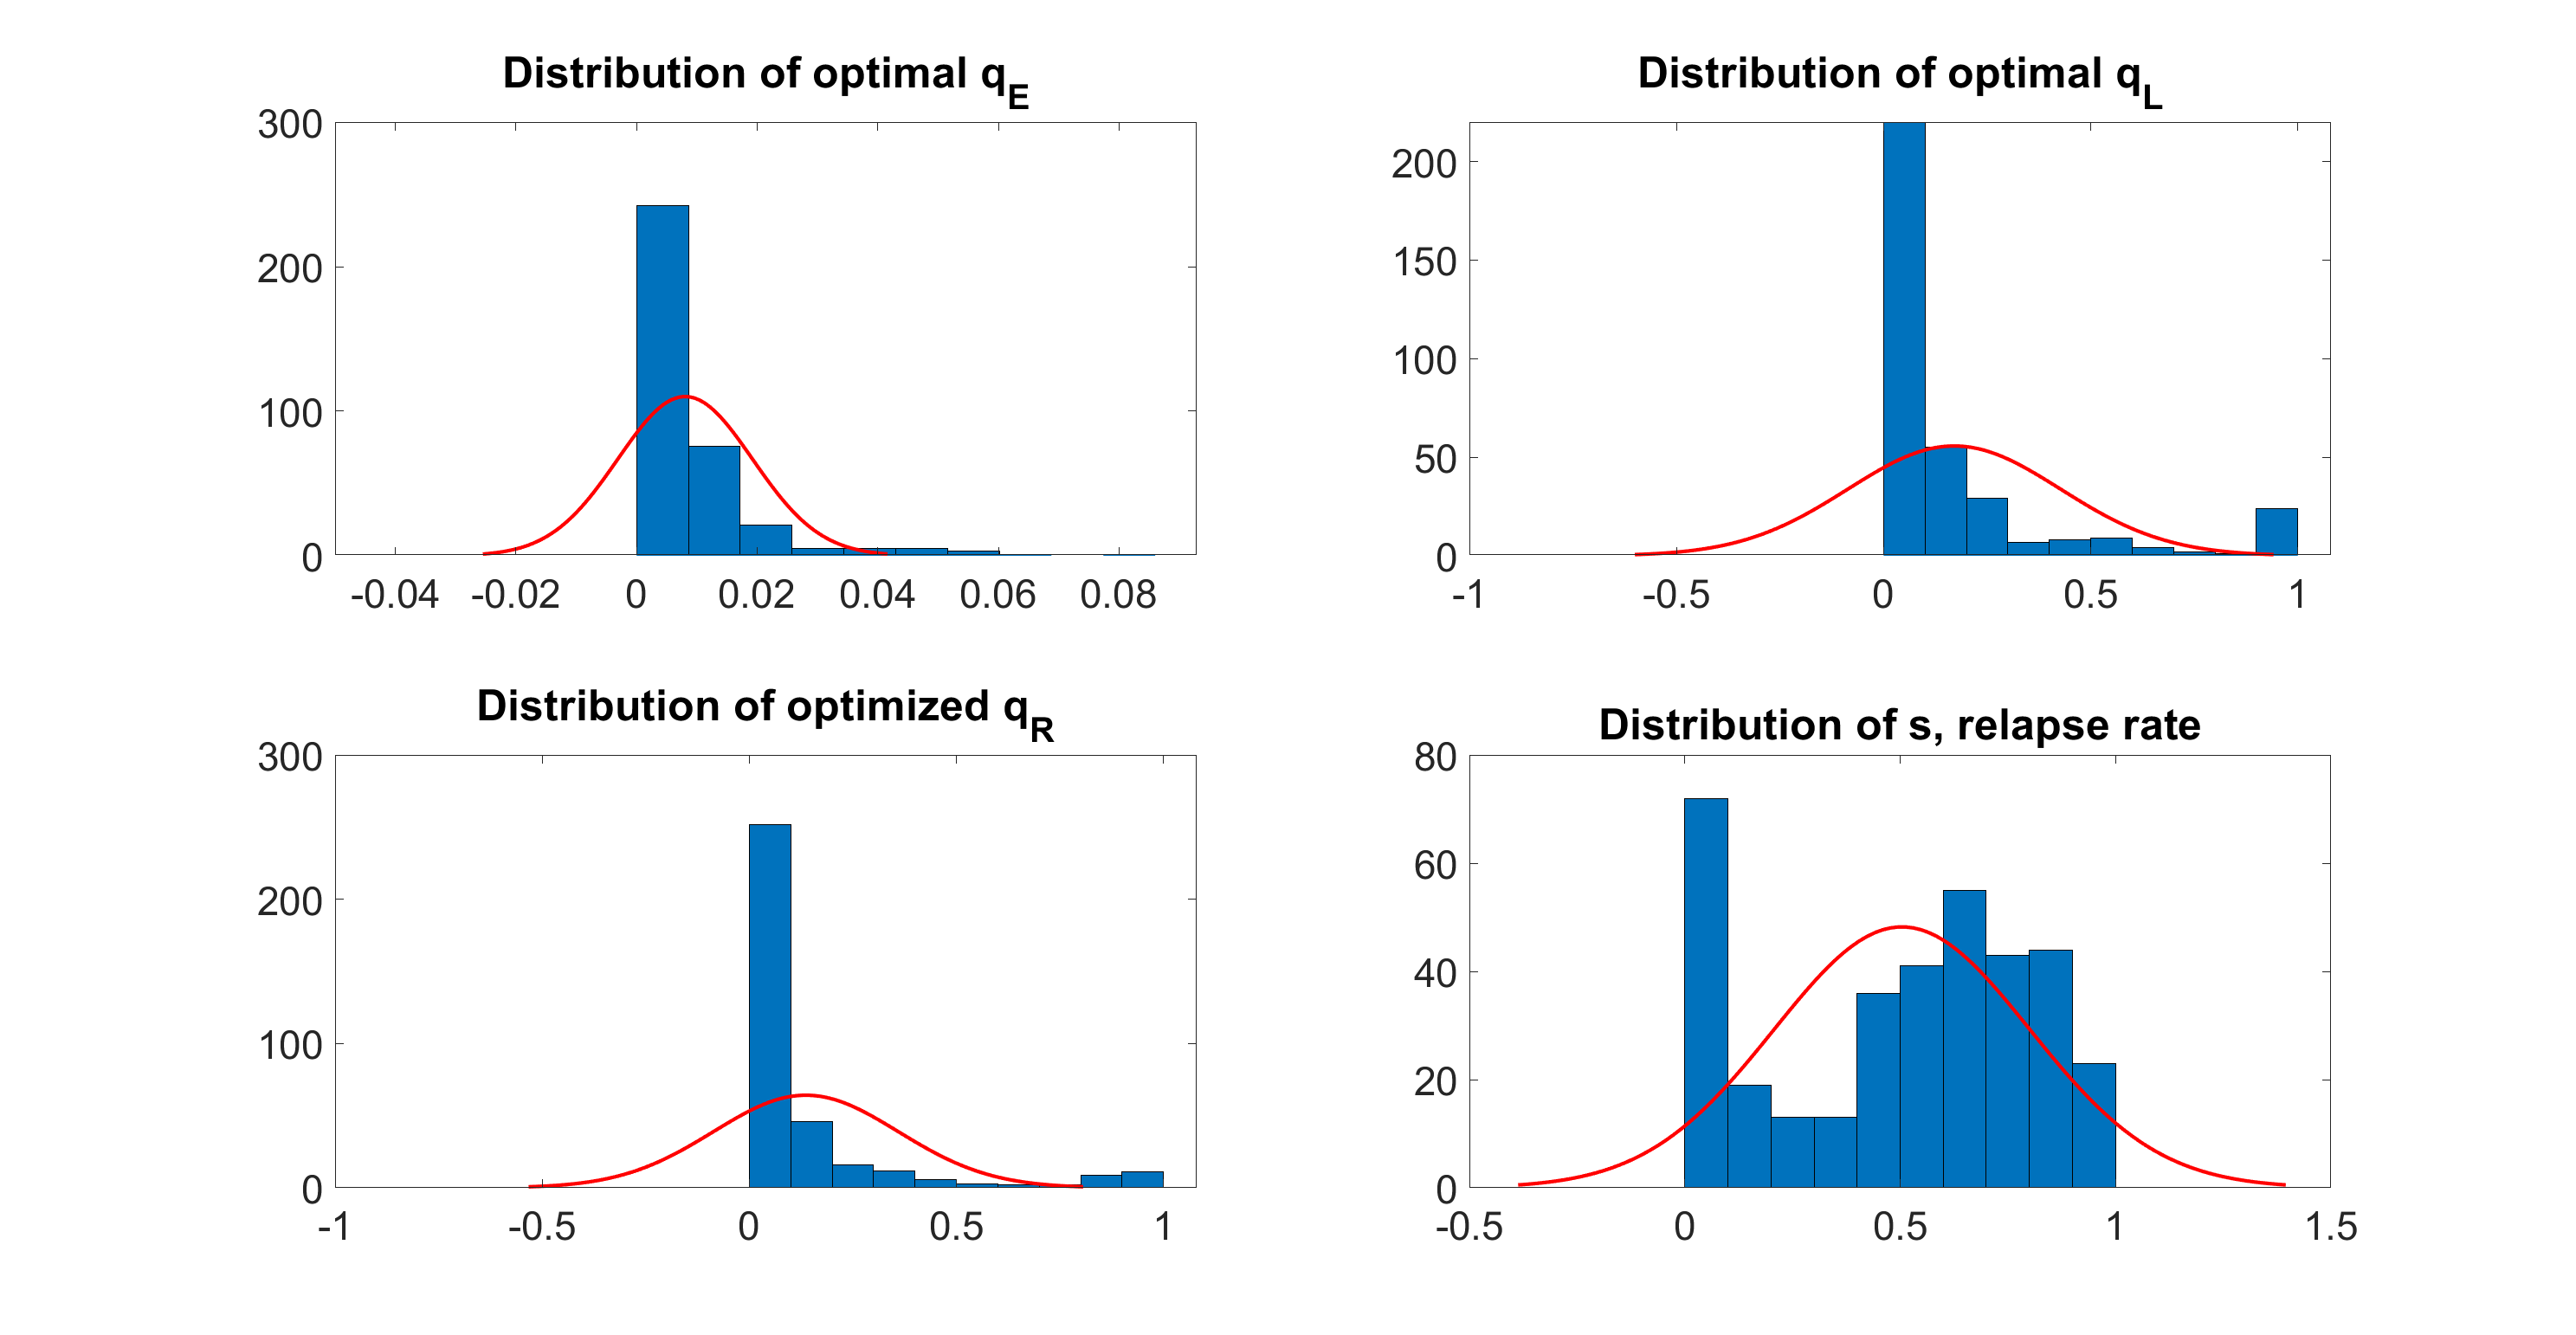 Distribution of optimal q_E
300
200
100
0
-0.04 -0.02 0 0.02 0.04 0.06 0.08
Distribution of optimal q_L
200
150
100
50
0
-1 -0.5 0 0.5 1
Distribution of optimized q_R
300
200
100
0
-1 -0.5 0 0.5 1
Distribution of s, relapse rate
80
60
40
20
0
-0.5 0 0.5 1 1.5